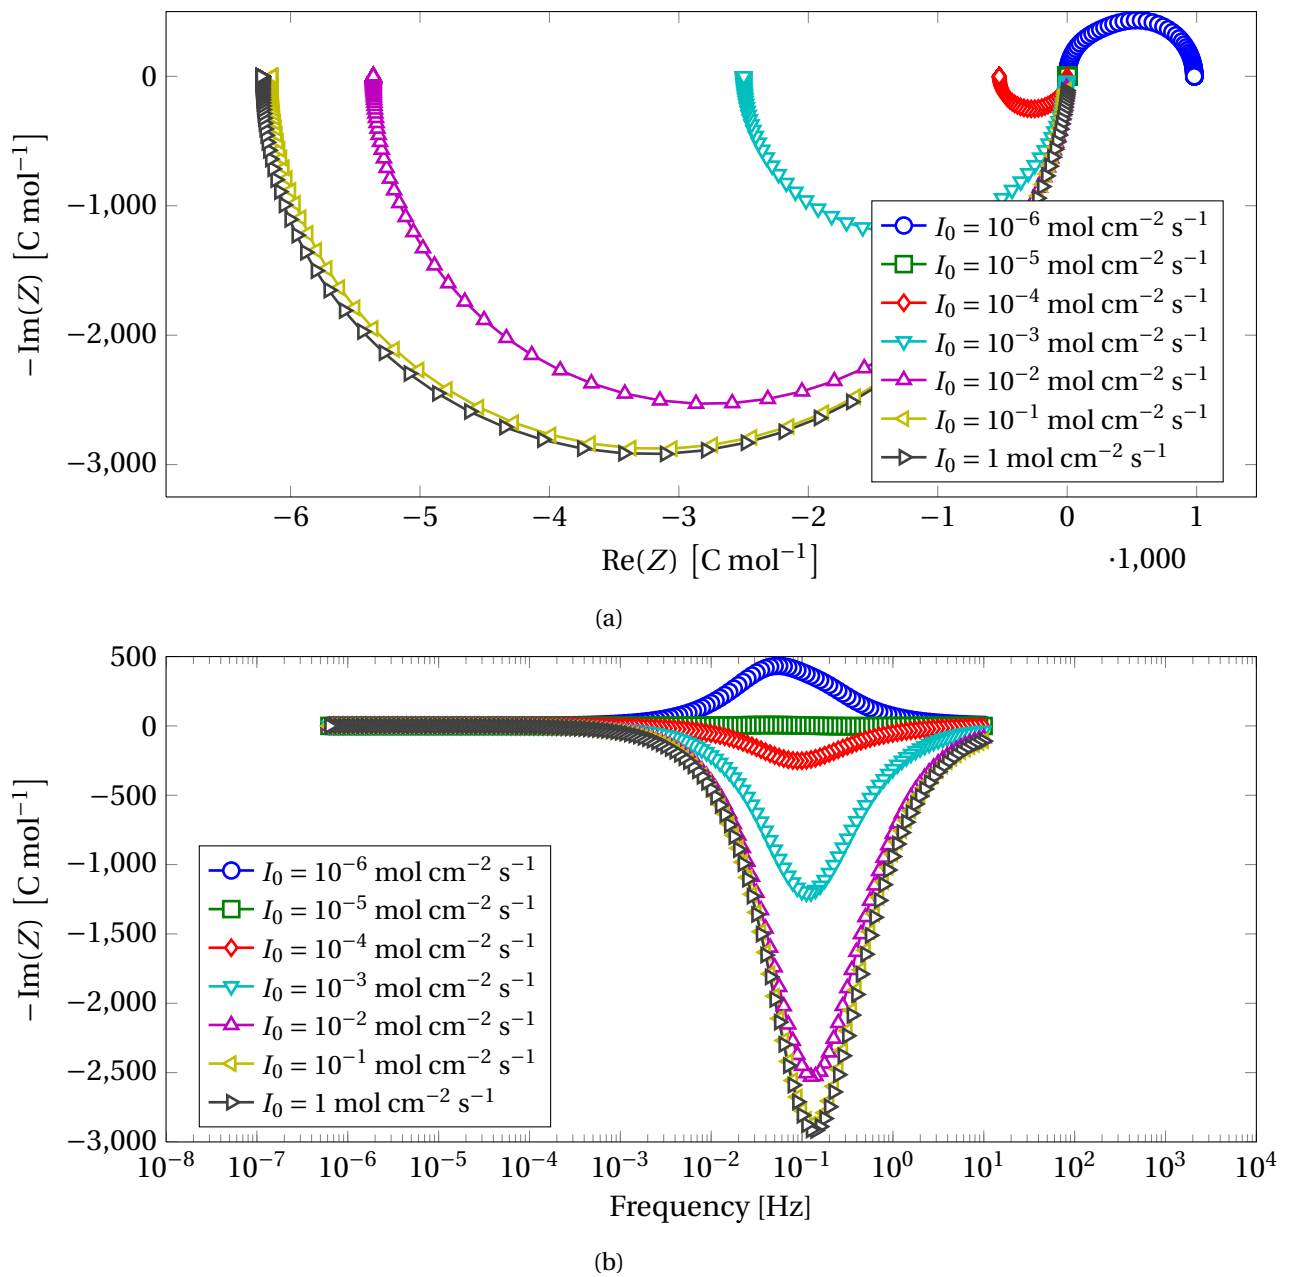 0
−1,000
−2,000
−3,000
−Im(Z) [C mol⁻¹]
I₀ = 10⁻⁶ mol cm⁻² s⁻¹
I₀ = 10⁻⁵ mol cm⁻² s⁻¹
I₀ = 10⁻⁴ mol cm⁻² s⁻¹
I₀ = 10⁻³ mol cm⁻² s⁻¹
I₀ = 10⁻² mol cm⁻² s⁻¹
I₀ = 10⁻¹ mol cm⁻² s⁻¹
I₀ = 1 mol cm⁻² s⁻¹
−6 −5 −4 −3 −2 −1 0 1
Re(Z) [C mol⁻¹]
·1,000
(a)
500
0
−500
−1,000
−1,500
−2,000
−2,500
−3,000
−Im(Z) [C mol⁻¹]
I₀ = 10⁻⁶ mol cm⁻² s⁻¹
I₀ = 10⁻⁵ mol cm⁻² s⁻¹
I₀ = 10⁻⁴ mol cm⁻² s⁻¹
I₀ = 10⁻³ mol cm⁻² s⁻¹
I₀ = 10⁻² mol cm⁻² s⁻¹
I₀ = 10⁻¹ mol cm⁻² s⁻¹
I₀ = 1 mol cm⁻² s⁻¹
10⁻⁸ 10⁻⁷ 10⁻⁶ 10⁻⁵ 10⁻⁴ 10⁻³ 10⁻² 10⁻¹ 10⁰ 10¹ 10² 10³ 10⁴
Frequency [Hz]
(b)